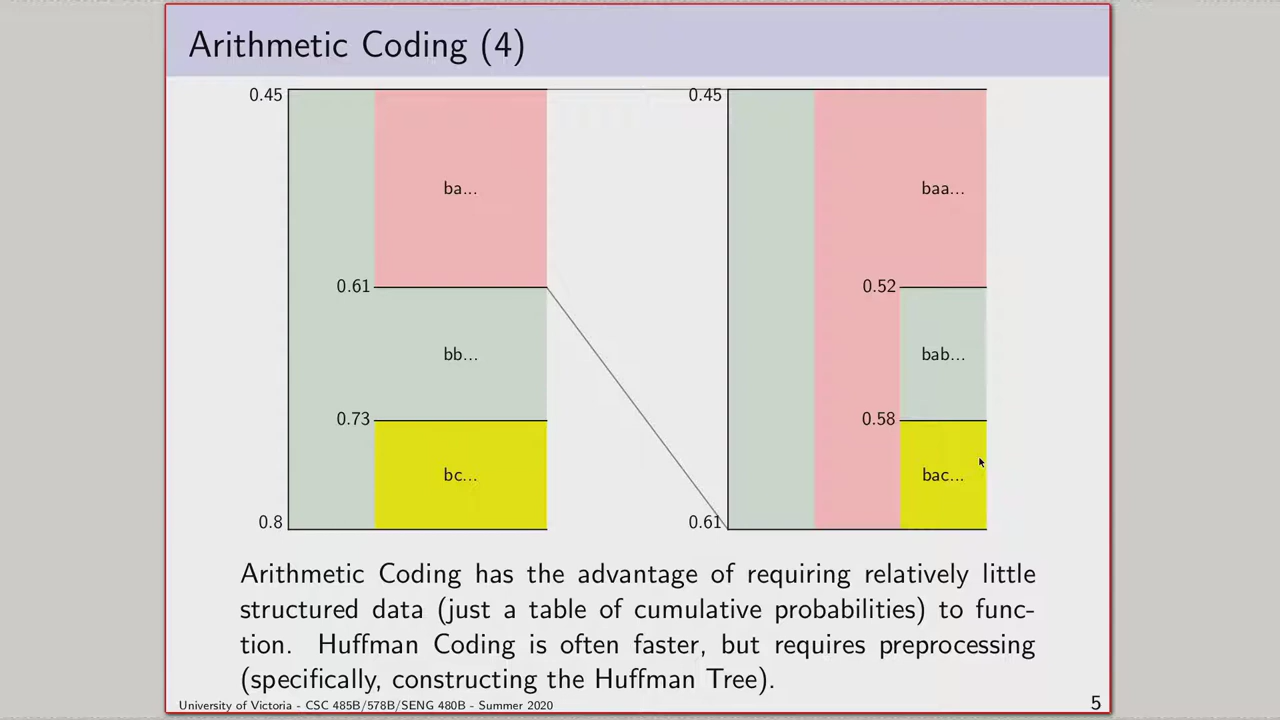 Arithmetic Coding (4)
0.45
0.45
ba...
baa...
0.61
0.52
bb...
bab...
0.73
0.58
bc...
bac...
0.8
0.61
Arithmetic Coding has the advantage of requiring relatively little
structured data (just a table of cumulative probabilities) to func-
tion. Huffman Coding is often faster, but requires preprocessing
(specifically, constructing the Huffman Tree).
University of Victoria - CSC 485B/578B/SENG 480B - Summer 2020
5